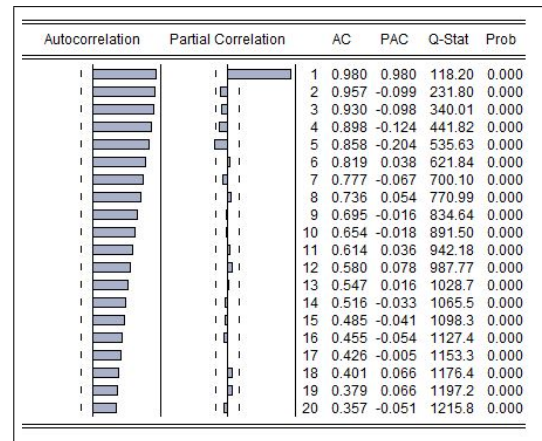 Autocorrelation Partial Correlation AC PAC Q-Stat Prob
1 0.980 0.980 118.20 0.000
2 0.957 -0.099 231.80 0.000
3 0.930 -0.098 340.01 0.000
4 0.898 -0.124 441.82 0.000
5 0.858 -0.204 535.63 0.000
6 0.819 0.038 621.84 0.000
7 0.777 -0.067 700.10 0.000
8 0.736 0.054 770.99 0.000
9 0.695 -0.016 834.64 0.000
10 0.654 -0.018 891.50 0.000
11 0.614 0.036 942.18 0.000
12 0.580 0.078 987.77 0.000
13 0.547 0.016 1028.7 0.000
14 0.516 -0.033 1065.5 0.000
15 0.485 -0.041 1098.3 0.000
16 0.455 -0.054 1127.4 0.000
17 0.426 -0.005 1153.3 0.000
18 0.401 0.066 1176.4 0.000
19 0.379 0.066 1197.2 0.000
20 0.357 -0.051 1215.8 0.000